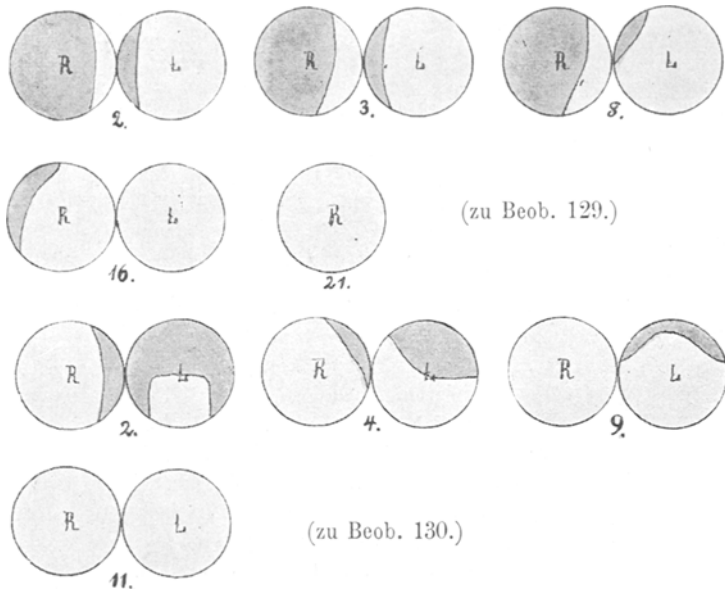 R L R L R L
2. 3. 8.
R L R (zu Beob. 129.)
16. 21.
R L R L R L
2. 4. 9.
R L (zu Beob. 130.)
11.